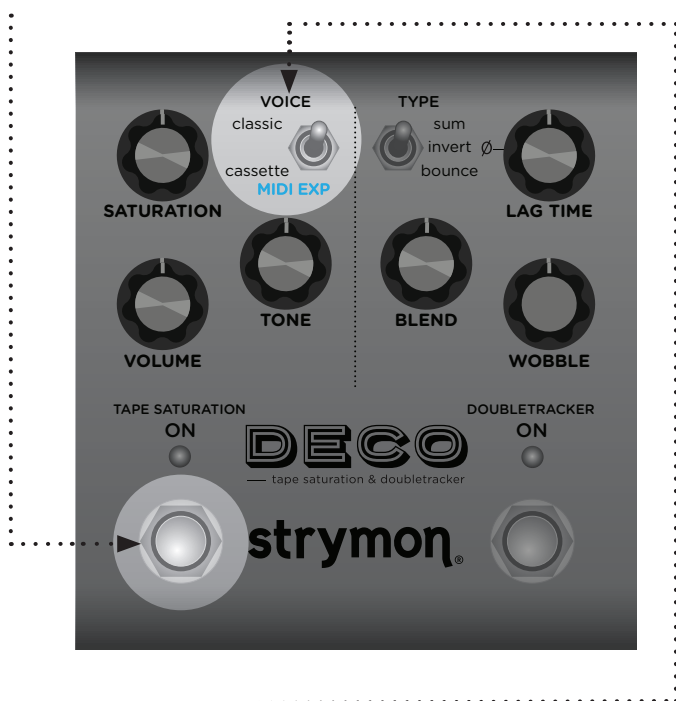 VOICE
classic
cassette
MIDI EXP
TYPE
sum
invert Ø
bounce
SATURATION
LAG TIME
TONE
BLEND
VOLUME
WOBBLE
TAPE SATURATION
ON
DOUBLETRACKER
ON
DECO
tape saturation & doubletracker
strymon®